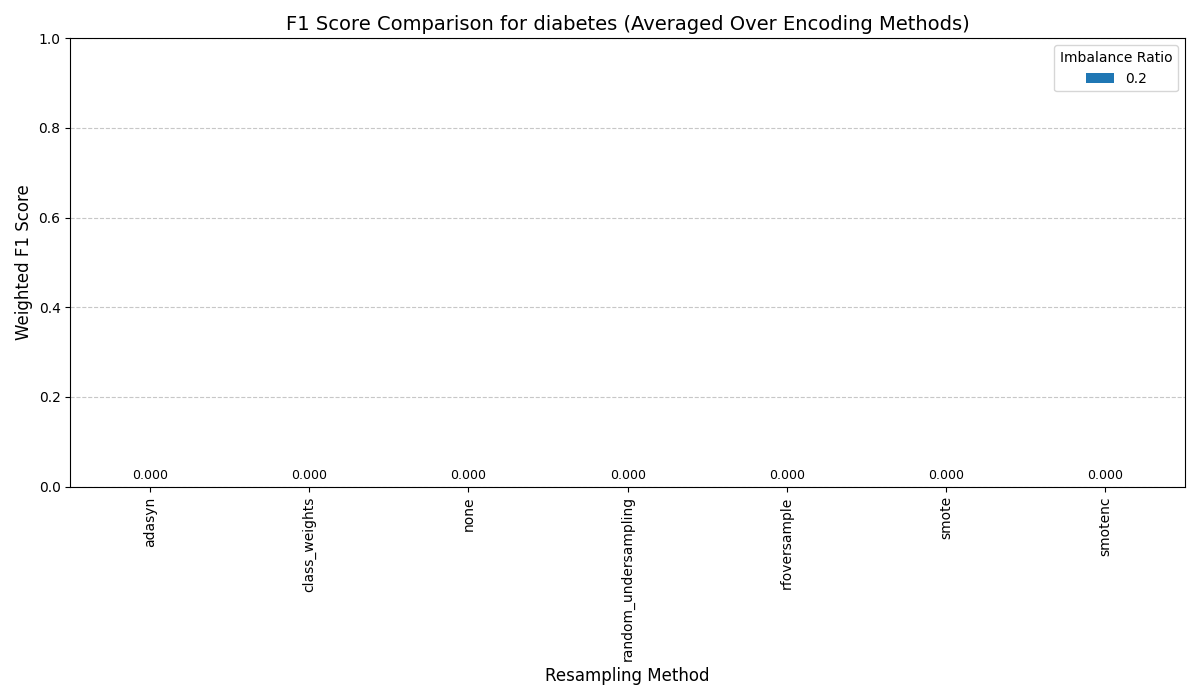 F1 Score Comparison for diabetes (Averaged Over Encoding Methods)
Imbalance Ratio
0.2
Weighted F1 Score
1.0
0.8
0.6
0.4
0.2
0.0
0.000 0.000 0.000 0.000 0.000 0.000 0.000
adasyn
class_weights
none
random_undersampling
rfoversample
smote
smotenc
Resampling Method